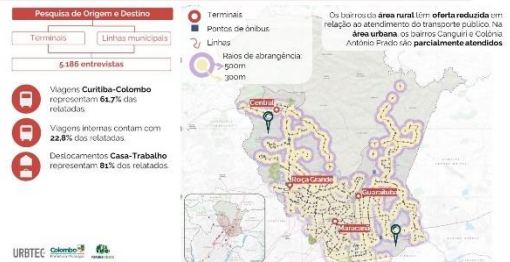 Pesquisa de Origem e Destino
Terminais
Linhas municipais
5.186 entrevistas
Viagens Curitiba-Colombo
representam 61,7% das
relatadas.
Viagens internas contam com
22,8% das relatadas.
Deslocamentos Casa-Trabalho
representam 81% dos relatados.
URBTEC
Colombo
Terminais
Pontos de ônibus
Linhas
Raios de abrangência:
500m
300m
Os bairros da área rural têm oferta reduzida em
relação ao atendimento do transporte público. Na
área urbana, os bairros Canguiri e Colônia
Antônio Prado são parcialmente atendidos
Central
Roça Grande
Guaraituba
Maracanã